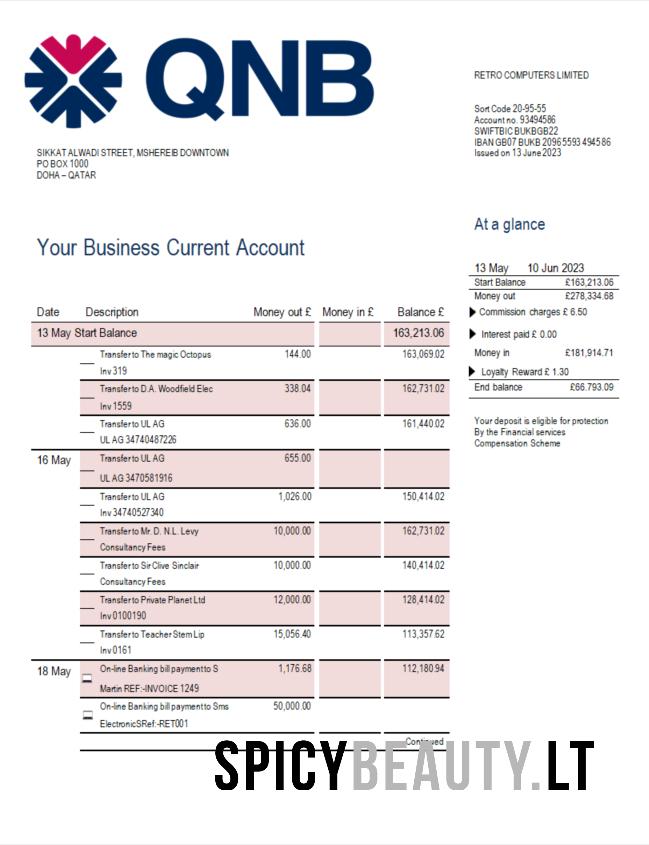 QNB
RETRO COMPUTERS LIMITED
Sort Code 20-95-55
Account no. 93494586
SWIFTBIC BUKBGB22
IBAN GB07 BUKB 20965593 494586
Issued on 13 June 2023
SIKKAT ALWADI STREET, MSHEREIB DOWNTOWN
PO BOX 1000
DOHA – QATAR
At a glance
Your Business Current Account
13 May 10 Jun 2023
Start Balance £163,213.06
Money out £278,334.68
Commission charges £ 6.50
Interest paid £ 0.00
Money in £181,914.71
Loyalty Reward £ 1.30
End balance £66.793.09
Your deposit is eligible for protection
By the Financial services
Compensation Scheme
Date Description Money out £ Money in £ Balance £
13 May Start Balance 163,213.06
Transfer to The magic Octopus 144.00 163,069.02
Inv 319
Transfer to D.A. Woodfield Elec 338.04 162,731.02
Inv 1559
Transfer to UL AG 636.00 161,440.02
UL AG 34740487226
16 May Transfer to UL AG 655.00
UL AG 3470581916
Transfer to UL AG 1,026.00 150,414.02
Inv 34740527340
Transfer to Mr. D. N.L. Levy 10,000.00 162,731.02
Consultancy Fees
Transfer to Sir Clive Sinclair 10,000.00 140,414.02
Consultancy Fees
Transfer to Private Planet Ltd 12,000.00 128,414.02
Inv 0100190
Transfer to Teacher Stem Lip 15,056.40 113,357.62
Inv 0161
18 May On-line Banking bill payment to S 1,176.68 112,180.94
Martin REF:-INVOICE 1249
On-line Banking bill payment to Sms 50,000.00
ElectronicSRef:-RET001
Continued
SPICYBEAUTY.LT